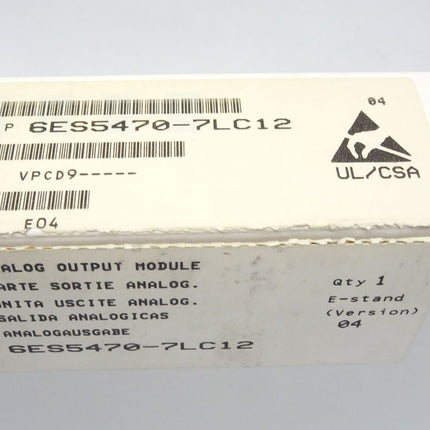 04
P 6ES5470-7LC12
VPCD9-----
UL/CSA
E04
ALOG OUTPUT MODULE
ARTE SORTIE ANALOG.
NITA USCITE ANALOG.
SALIDA ANALOGICAS
ANALOGAUSGABE
6ES5470-7LC12
Qty 1
E-stand
(Version)
04